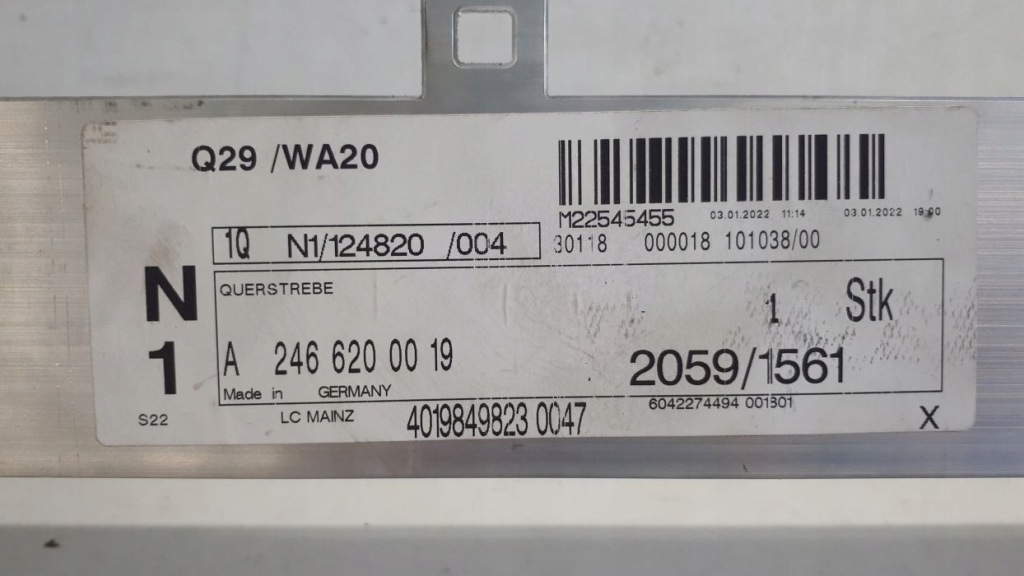 Q29 /WA20
M22545455 03.01.2022 11:14 03.01.2022 19:00
1Q N1/124820 /004
30118 000018 101038/00
N
1
QUERSTREBE
1 Stk
A 246 620 00 19
2059/1561
Made in GERMANY
6042274494 001301
S22
LC MAINZ
4019849823 0047
X